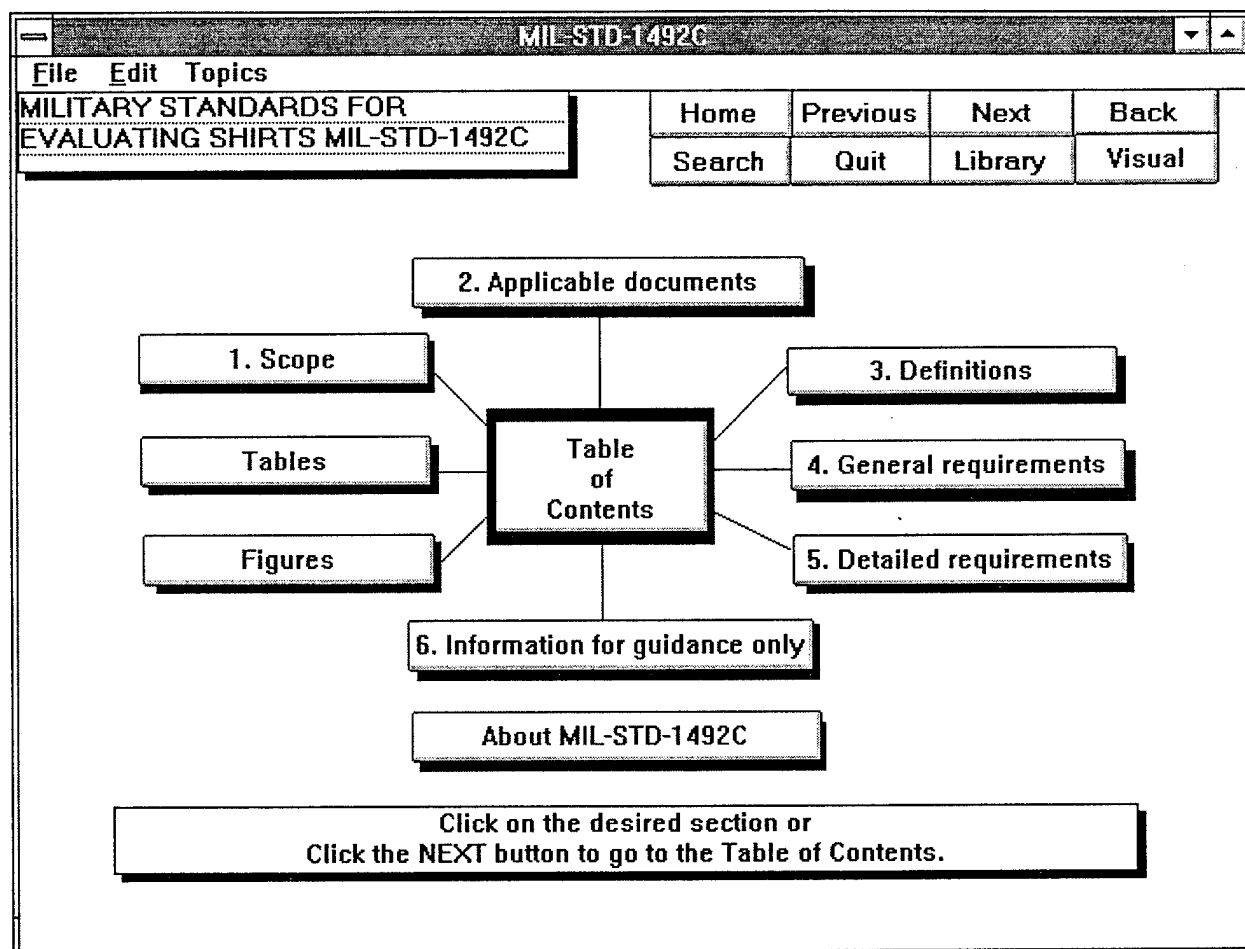 MIL-STD-1492C
File Edit Topics
MILITARY STANDARDS FOR
EVALUATING SHIRTS MIL-STD-1492C
Home Previous Next Back
Search Quit Library Visual
2. Applicable documents
1. Scope
3. Definitions
Tables
Table
of
Contents
4. General requirements
Figures
5. Detailed requirements
6. Information for guidance only
About MIL-STD-1492C
Click on the desired section or
Click the NEXT button to go to the Table of Contents.